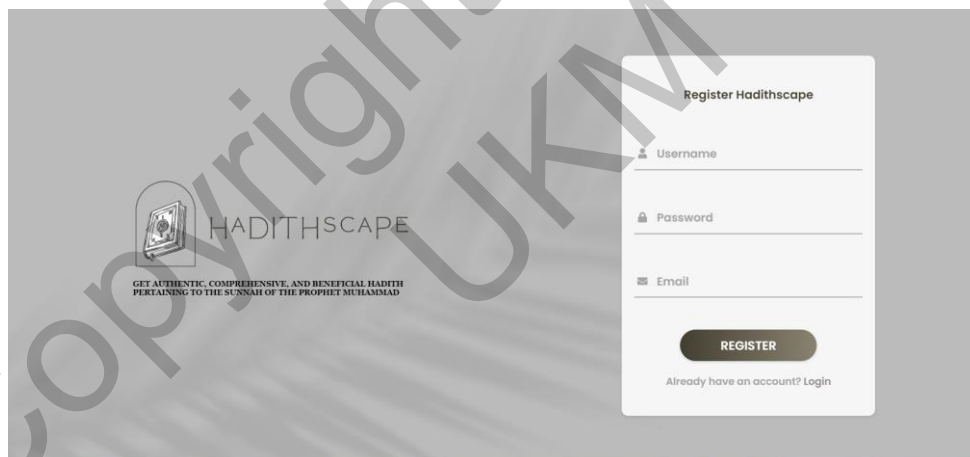 Copyright
UKM
HADITHSCAPE
GET AUTHENTIC, COMPREHENSIVE, AND BENEFICIAL HADITH
PERTAINING TO THE SUNNAH OF THE PROPHET MUHAMMAD
Register Hadithscape
Username
Password
Email
REGISTER
Already have an account? Login